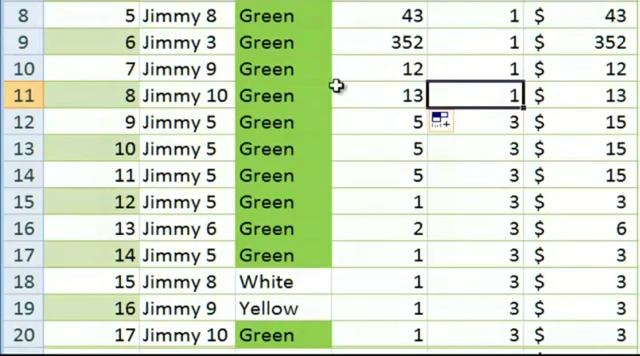 8 5 Jimmy 8 Green 43 1 $ 43
9 6 Jimmy 3 Green 352 1 $ 352
10 7 Jimmy 9 Green 12 1 $ 12
11 8 Jimmy 10 Green 13 1 $ 13
12 9 Jimmy 5 Green 5 3 $ 15
13 10 Jimmy 5 Green 5 3 $ 15
14 11 Jimmy 5 Green 5 3 $ 15
15 12 Jimmy 5 Green 1 3 $ 3
16 13 Jimmy 6 Green 2 3 $ 6
17 14 Jimmy 5 Green 1 3 $ 3
18 15 Jimmy 8 White 1 3 $ 3
19 16 Jimmy 9 Yellow 1 3 $ 3
20 17 Jimmy 10 Green 1 3 $ 3